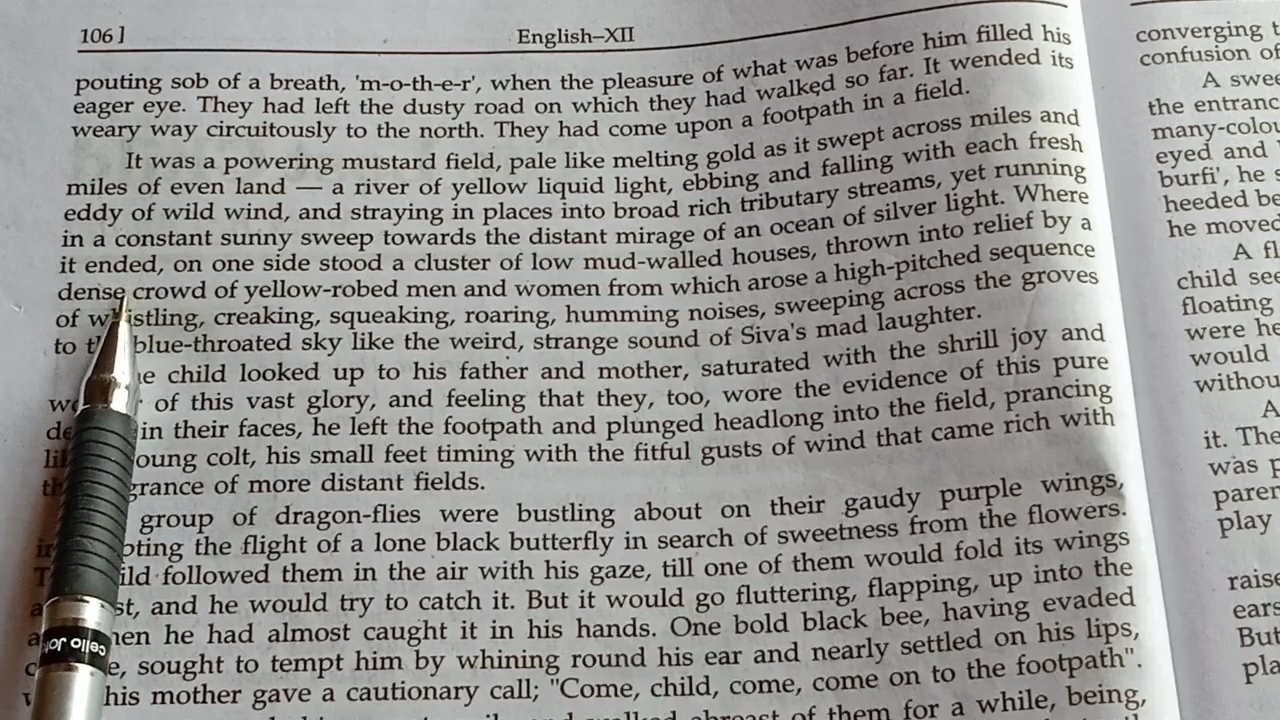 106]
English–XII
pouting sob of a breath, 'm-o-th-e-r', when the pleasure of what was before him filled his
eager eye. They had left the dusty road on which they had walked so far. It wended its
weary way circuitously to the north. They had come upon a footpath in a field.
It was a powering mustard field, pale like melting gold as it swept across miles and
miles of even land — a river of yellow liquid light, ebbing and falling with each fresh
eddy of wild wind, and straying in places into broad rich tributary streams, yet running
in a constant sunny sweep towards the distant mirage of an ocean of silver light. Where
it ended, on one side stood a cluster of low mud-walled houses, thrown into relief by a
dense crowd of yellow-robed men and women from which arose a high-pitched sequence
of whistling, creaking, squeaking, roaring, humming noises, sweeping across the groves
to blue-throated sky like the weird, strange sound of Siva's mad laughter.
child looked up to his father and mother, saturated with the shrill joy and
of this vast glory, and feeling that they, too, wore the evidence of this pure
in their faces, he left the footpath and plunged headlong into the field, prancing
colt, his small feet timing with the fitful gusts of wind that came rich with
of more distant fields.
group of dragon-flies were bustling about on their gaudy purple wings,
the flight of a lone black butterfly in search of sweetness from the flowers.
followed them in the air with his gaze, till one of them would fold its wings
and he would try to catch it. But it would go fluttering, flapping, up into the
he had almost caught it in his hands. One bold black bee, having evaded
sought to tempt him by whining round his ear and nearly settled on his lips,
his mother gave a cautionary call; "Come, child, come, come on to the footpath".
of them for a while, being,
cello
converging
confusion of
A
the
many-
eyed and
burfi', he
heeded
he moved
A
child
floating
were
would
A
it. The
was
play
But